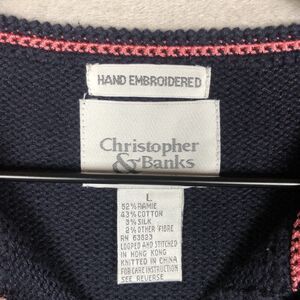 HAND EMBROIDERED
Christopher
& Banks
L
52% RAMIE
43% COTTON
3% SILK
2% OTHER FIBRE
RN 63823
LOOPED AND STITCHED
IN HONG KONG
KNITTED IN CHINA
FOR CARE INSTRUCTION
SEE REVERSE.